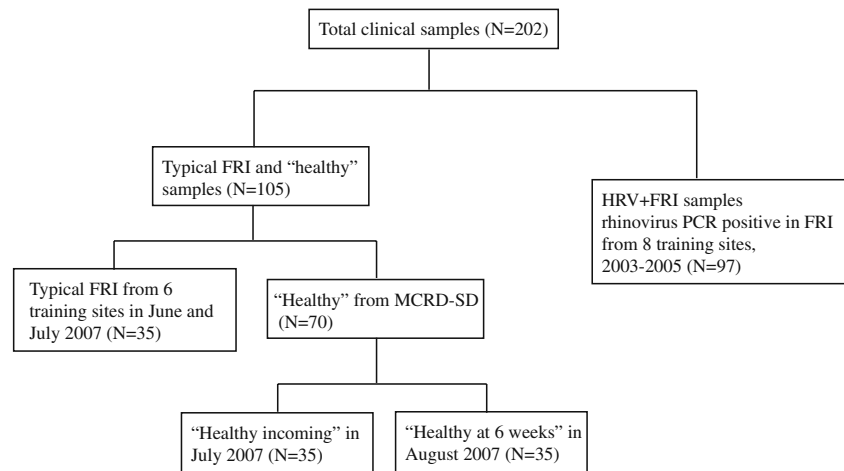 Total clinical samples (N=202)
Typical FRI and “healthy”
samples (N=105)
HRV+FRI samples
rhinovirus PCR positive in FRI
from 8 training sites,
2003-2005 (N=97)
Typical FRI from 6
training sites in June and
July 2007 (N=35)
“Healthy” from MCRD-SD
(N=70)
“Healthy incoming” in
July 2007 (N=35)
“Healthy at 6 weeks” in
August 2007 (N=35)